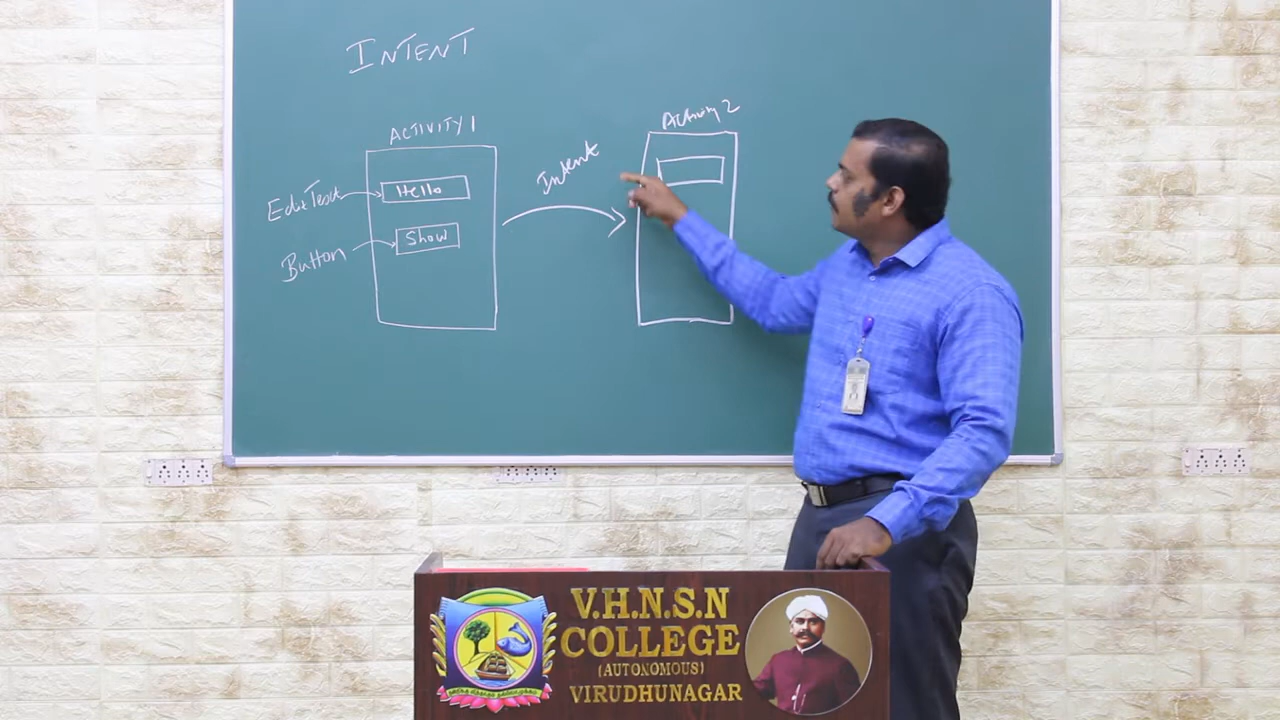 INTENT
ACTIVITY 1
Activity 2
Intent
EditText
Hello
Button
Show
V.H.N.S.N
COLLEGE
(AUTONOMOUS)
VIRUDHUNAGAR